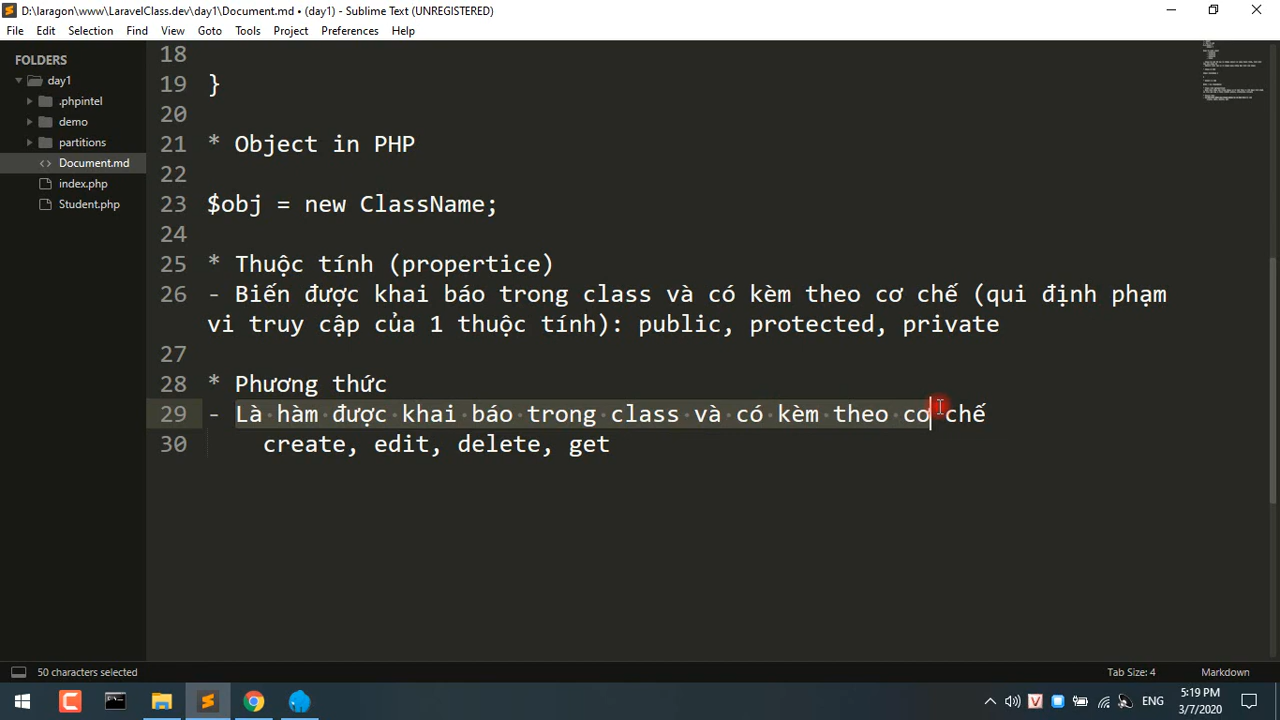 D:\laragon\www\LaravelClass.dev\day1\Document.md • (day1) - Sublime Text (UNREGISTERED)
File Edit Selection Find View Goto Tools Project Preferences Help
FOLDERS
day1
.phpintel
demo
partitions
Document.md
index.php
Student.php
18
19 }
20
21 * Object in PHP
22
23 $obj = new ClassName;
24
25 * Thuộc tính (propertice)
26 - Biến được khai báo trong class và có kèm theo cơ chế (qui định phạm
vi truy cập của 1 thuộc tính): public, protected, private
27
28 * Phương thức
29 - Là hàm được khai báo trong class và có kèm theo cơ chế
30 create, edit, delete, get
50 characters selected Tab Size: 4 Markdown
ENG 5:19 PM
3/7/2020